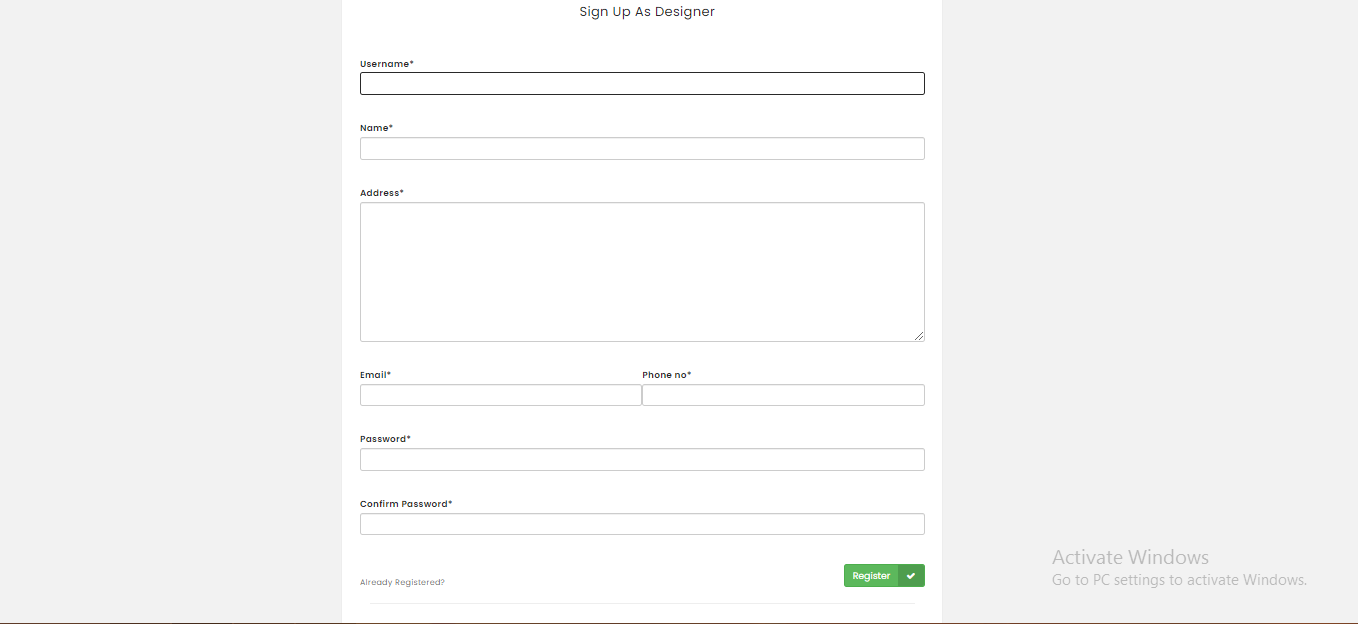 Sign Up As Designer
Username*
Name*
Address*
Email* Phone no*
Password*
Confirm Password*
Already Registered? Register
Activate Windows
Go to PC settings to activate Windows.